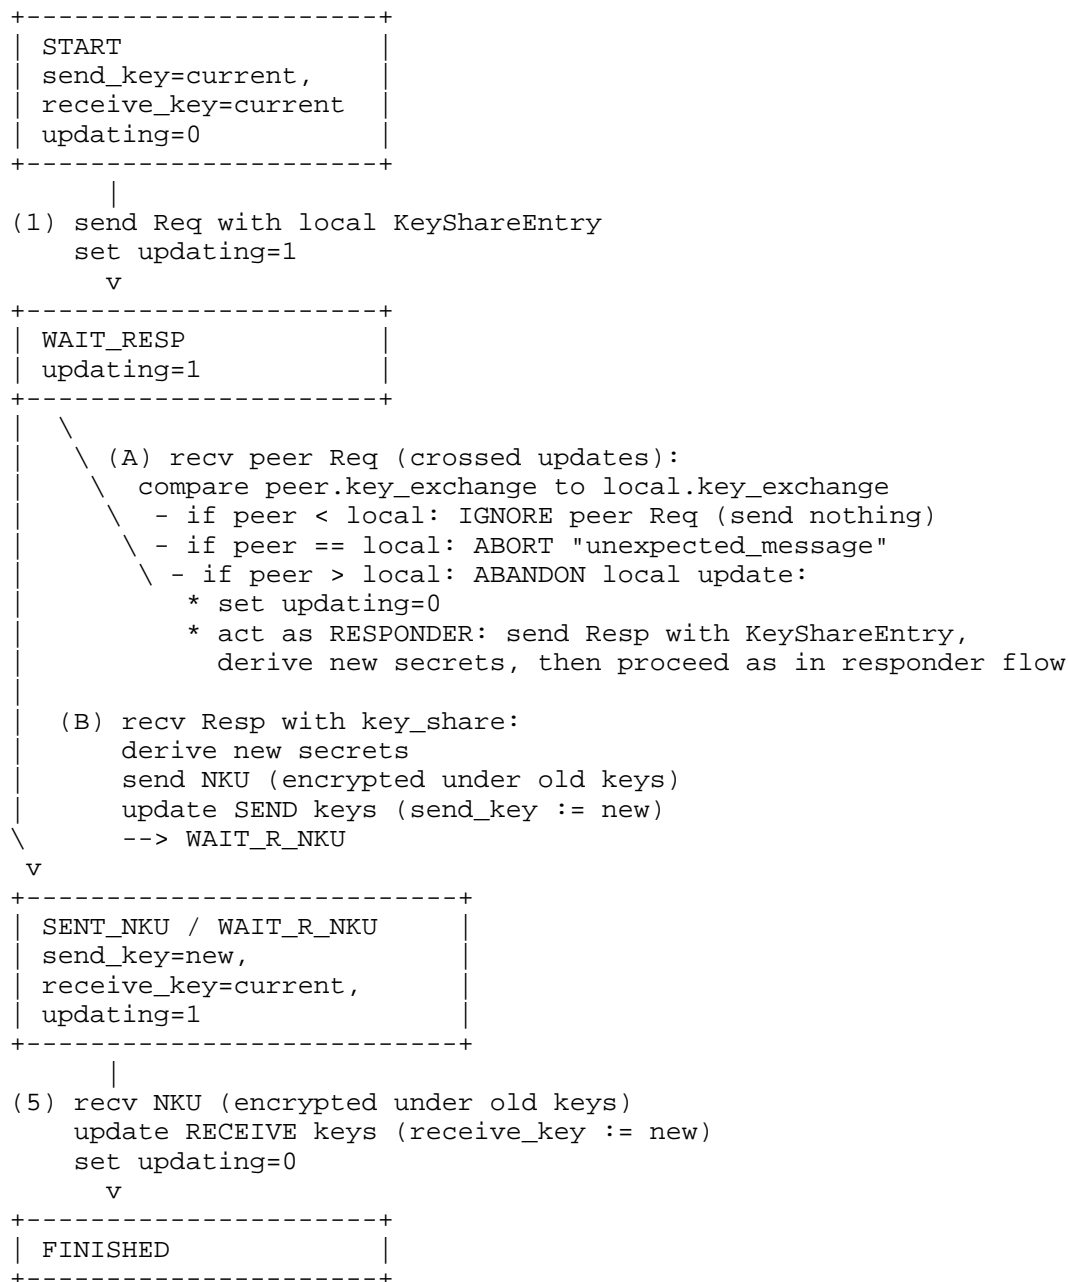 +----------------------+
| START                |
| send_key=current,    |
| receive_key=current  |
| updating=0           |
+----------------------+
      |
(1) send Req with local KeyShareEntry
    set updating=1
      v
+----------------------+
| WAIT_RESP            |
| updating=1           |
+----------------------+
|  \
|   \ (A) recv peer Req (crossed updates):
|    \  compare peer.key_exchange to local.key_exchange
|     \  - if peer < local: IGNORE peer Req (send nothing)
|      \ - if peer == local: ABORT "unexpected_message"
|       \ - if peer > local: ABANDON local update:
|          * set updating=0
|          * act as RESPONDER: send Resp with KeyShareEntry,
|            derive new secrets, then proceed as in responder flow
|
|  (B) recv Resp with key_share:
|      derive new secrets
|      send NKU (encrypted under old keys)
|      update SEND keys (send_key := new)
\      --> WAIT_R_NKU
 v
+---------------------------+
| SENT_NKU / WAIT_R_NKU     |
| send_key=new,             |
| receive_key=current,      |
| updating=1                |
+---------------------------+
      |
(5) recv NKU (encrypted under old keys)
    update RECEIVE keys (receive_key := new)
    set updating=0
      v
+----------------------+
| FINISHED             |
+----------------------+